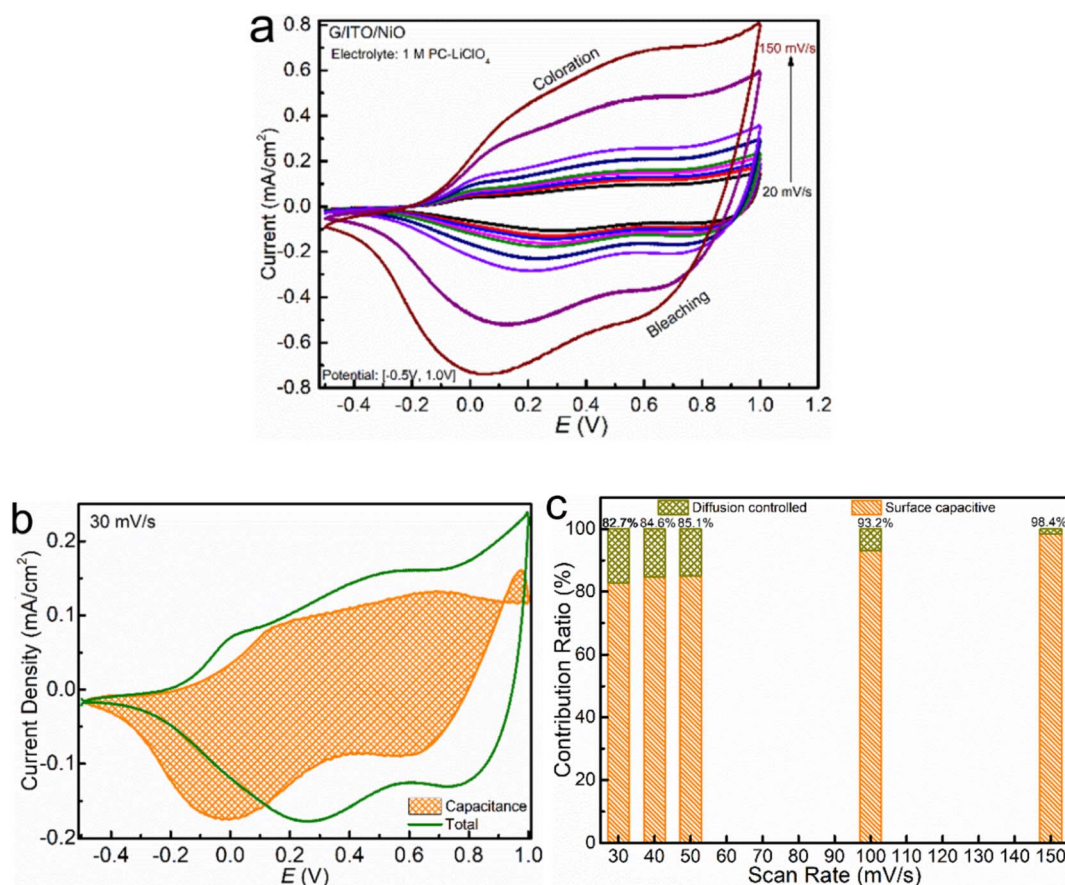 a
G/ITO/NiO
Electrolyte: 1 M PC-LiClO₄
Coloration
150 mV/s
20 mV/s
Bleaching
Potential: [-0.5V, 1.0V]
0.8
0.6
0.4
0.2
0.0
-0.2
-0.4
-0.6
-0.8
Current (mA/cm²)
-0.4 -0.2 0.0 0.2 0.4 0.6 0.8 1.0 1.2
E (V)
b
30 mV/s
0.2
0.1
0.0
-0.1
-0.2
Current Density (mA/cm²)
Capacitance
Total
-0.4 -0.2 0.0 0.2 0.4 0.6 0.8 1.0
E (V)
c
Diffusion controlled Surface capacitive
82.7% 84.6% 85.1% 93.2% 98.4%
100
80
60
40
20
0
Contribution Ratio (%)
30 40 50 60 70 80 90 100 110 120 130 140 150
Scan Rate (mV/s)